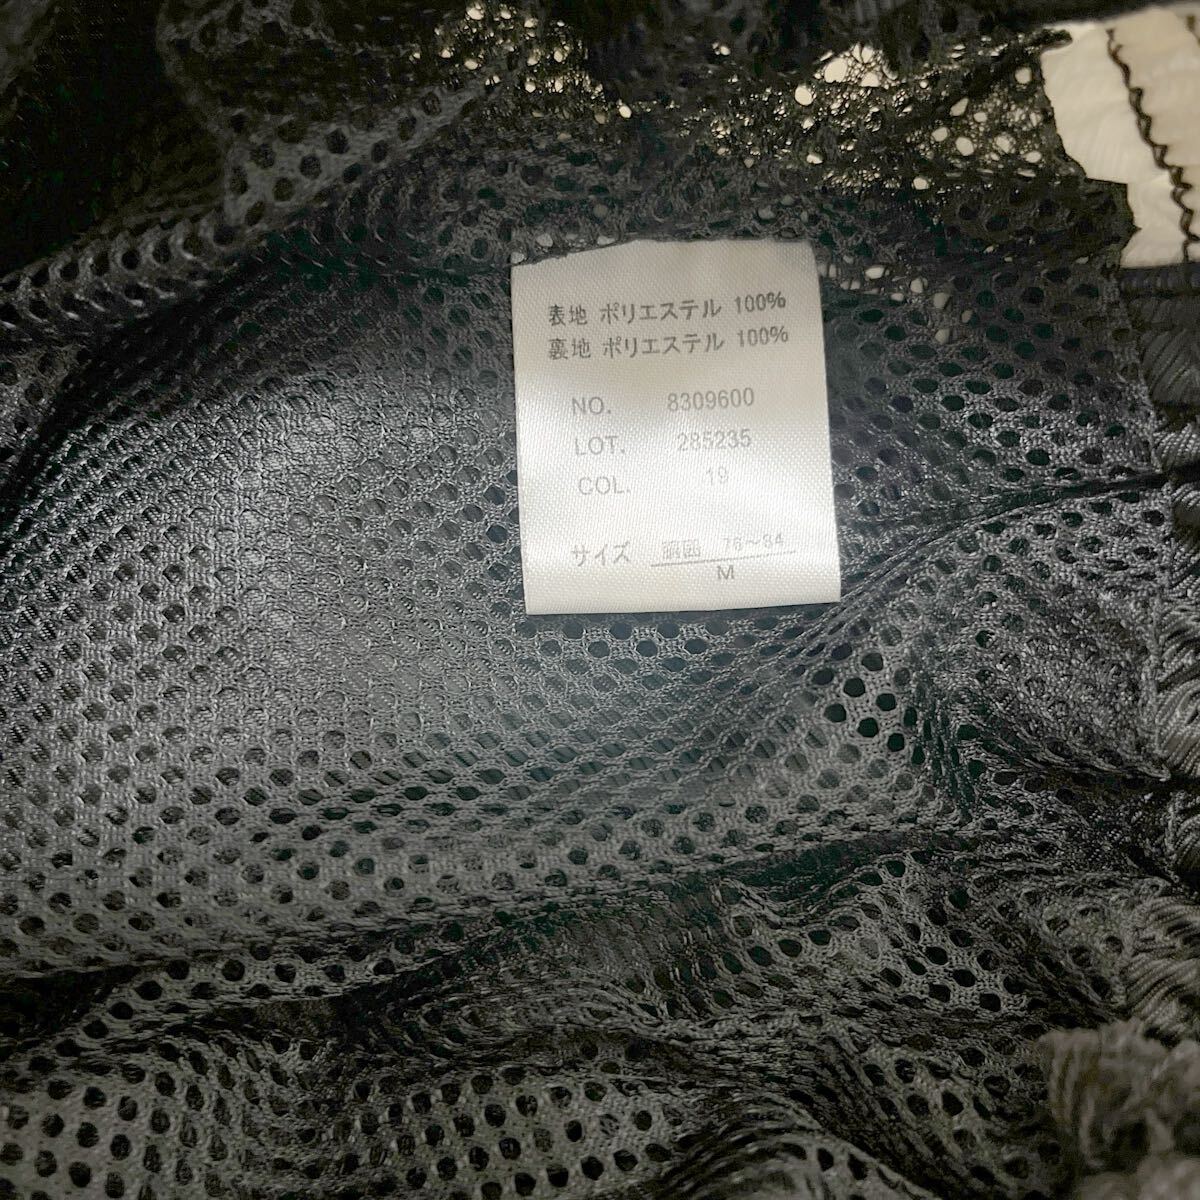 表地 ポリエステル 100%
裏地 ポリエステル 100%
NO. 8309600
LOT. 285235
COL. 19
サイズ 胴囲 76～84
M